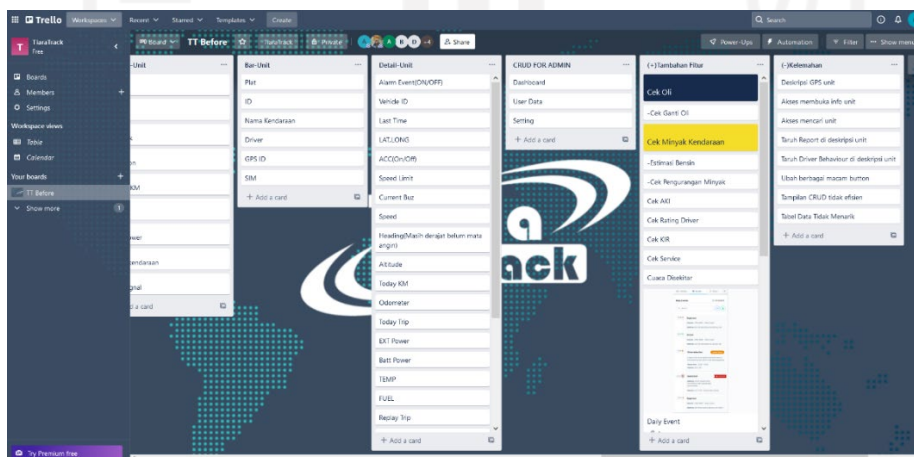 Trello
Workspaces
Recent
Starred
Templates
Create
Search
T
TiaraTrack
Free
Board
TT Before
TiaraTrack
Private
Share
Power-Ups
Automation
Filter
Show menu
Boards
Members
Settings
Workspace views
Table
Calendar
Your boards
TT Before
Show more
1
Try Premium free
-Unit
KM
ower
endaraan
gnal
d a card
Bar-Unit
Plat
ID
Nama Kendaraan
Driver
GPS ID
SIM
+ Add a card
Detail-Unit
Alarm Event(ON/OFF)
Vehicle ID
Last Time
LAT,LONG
ACC(On/Off)
Speed Limit
Current Buz
Speed
Heading(Masih derajat belum mata
angin)
Altitude
Today KM
Odometer
Today Trip
EXT Power
Batt Power
TEMP
FUEL
Replay Trip
+ Add a card
CRUD FOR ADMIN
Dashboard
User Data
Setting
+ Add a card
(+)Tambahan Fitur
Cek Oli
-Cek Ganti Oli
Cek Minyak Kendaraan
-Estimasi Bensin
-Cek Pengurangan Minyak
Cek AKI
Cek Rating Driver
Cek KIR
Cek Service
Cuaca Disekitar
Daily Event
+ Add a card
(-)Kelemahan
Deskripsi GPS unit
Akses membuka info unit
Akses mencari unit
Taruh Report di deskripsi unit
Taruh Driver Behaviour di deskripsi unit
Ubah berbagai macam button
Tampilan CRUD tidak efisien
Tabel Data Tidak Menarik
+ Add a card
a
ack